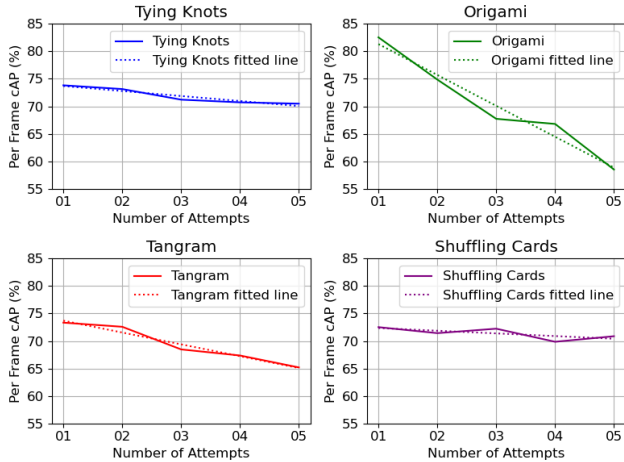 Tying Knots
Per Frame cAP (%)
85
80
75
70
65
60
55
Tying Knots
Tying Knots fitted line
01 02 03 04 05
Number of Attempts
Origami
Per Frame cAP (%)
85
80
75
70
65
60
55
Origami
Origami fitted line
01 02 03 04 05
Number of Attempts
Tangram
Per Frame cAP (%)
85
80
75
70
65
60
55
Tangram
Tangram fitted line
01 02 03 04 05
Number of Attempts
Shuffling Cards
Per Frame cAP (%)
85
80
75
70
65
60
55
Shuffling Cards
Shuffling Cards fitted line
01 02 03 04 05
Number of Attempts